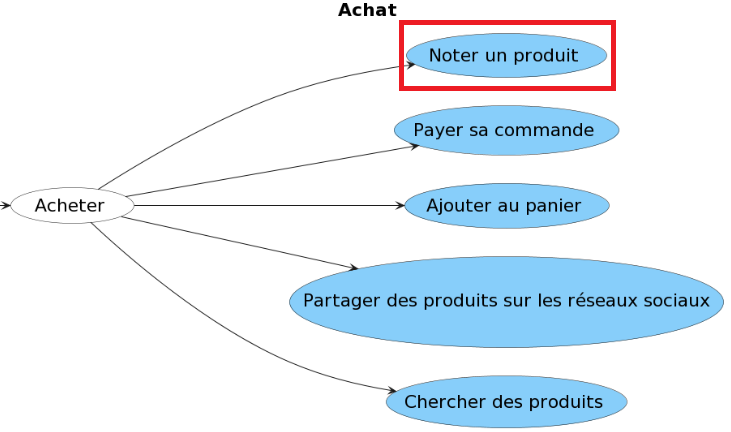 Achat
Noter un produit
Payer sa commande
Acheter
Ajouter au panier
Partager des produits sur les réseaux sociaux
Chercher des produits